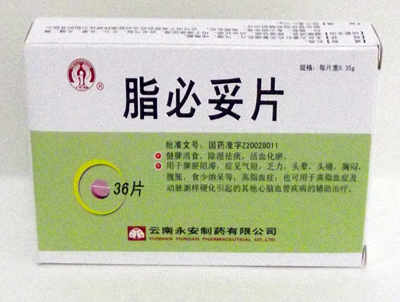 规格：每片重0.35g
脂必妥片
批准文号：国药准字Z20028011
健脾消食，除湿祛痰，活血化瘀。
用于脾瘀阻滞，症见气短，乏力，头晕，头痛，胸闷，
腹胀，食少纳呆等；高脂血症；也可用于高脂血症及
动脉粥样硬化引起的其他心脑血管疾病的辅助治疗。
36片
云南永安制药有限公司
YUNNAN YUNGAN PHARMACEUTICAL CO.,LTD.